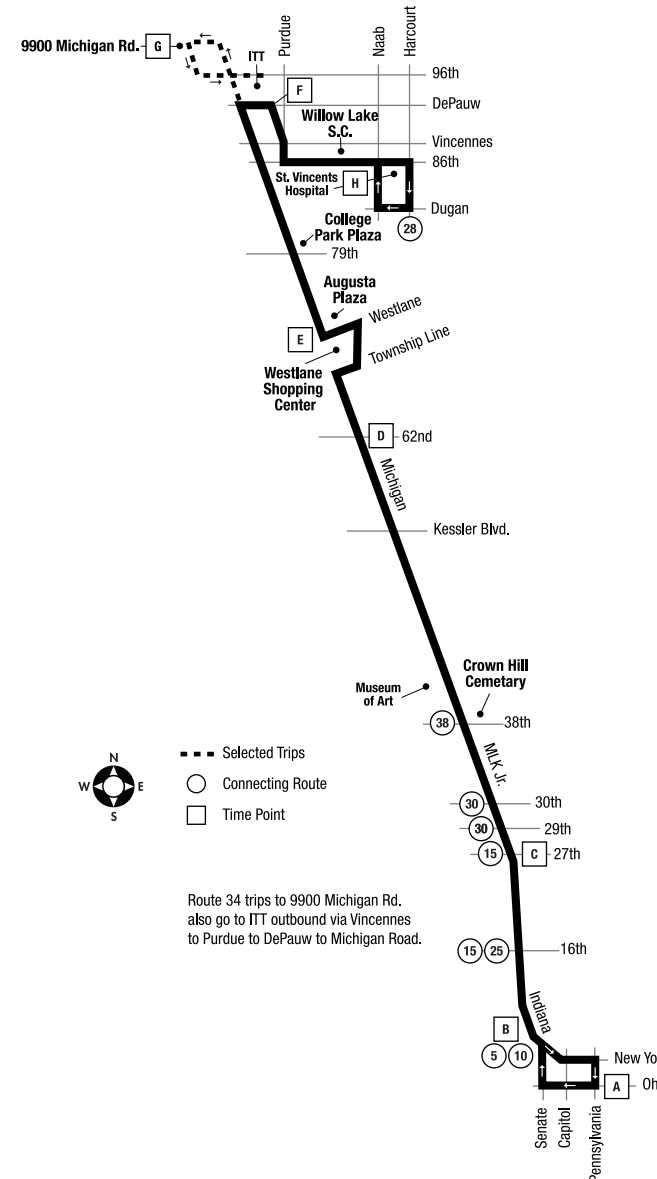 9900 Michigan Rd.
G
ITT
Purdue
Naab
Harcourt
96th
F
DePauw
Willow Lake
S.C.
Vincennes
86th
St. Vincents
Hospital
H
Dugan
28
College
Park Plaza
79th
Augusta
Plaza
Westlane
E
Township Line
Westlane
Shopping
Center
D
62nd
Michigan
Kessler Blvd.
Museum
of Art
Crown Hill
Cemetary
38
38th
MLK Jr.
N
W
E
S
Selected Trips
Connecting Route
Time Point
30
30th
30
29th
15
C
27th
Route 34 trips to 9900 Michigan Rd.
also go to ITT outbound via Vincennes
to Purdue to DePauw to Michigan Road.
15
25
16th
Indiana
B
5
10
New Yo
A
Oh
Senate
Capitol
Pennsylvania